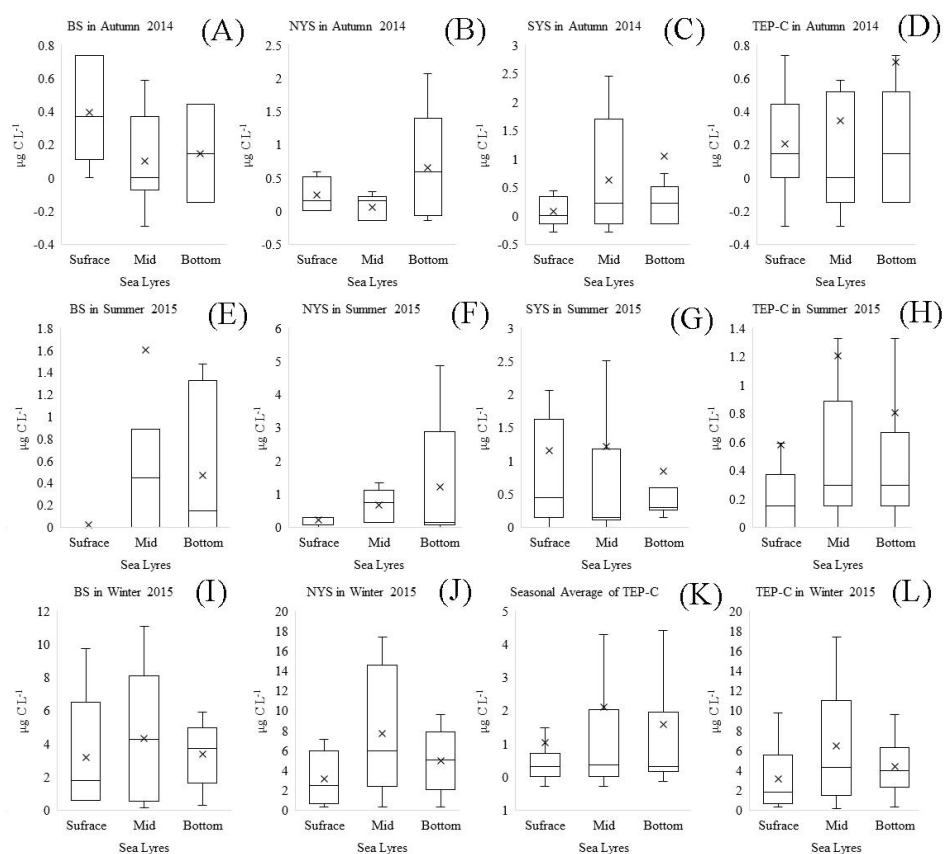 BS in Autumn 2014
(A)
0.8
0.6
0.4
0.2
0
-0.2
-0.4
µg C L-1
Sufrace Mid Bottom
Sea Lyres
NYS in Autumn 2014
(B)
2.5
2
1.5
1
0.5
0
-0.5
µg C L-1
Sufrace Mid Bottom
Sea Lyres
SYS in Autumn 2014
(C)
3
2.5
2
1.5
1
0.5
0
-0.5
µg C L-1
Sufrace Mid Bottom
Sea Lyres
TEP-C in Autumn 2014
(D)
0.8
0.6
0.4
0.2
0
-0.2
-0.4
µg C L-1
Sufrace Mid Bottom
Sea Lyres
BS in Summer 2015
(E)
1.8
1.6
1.4
1.2
1
0.8
0.6
0.4
0.2
0
µg C L-1
Sufrace Mid Bottom
Sea Lyres
NYS in Summer 2015
(F)
6
5
4
3
2
1
0
µg C L-1
Sufrace Mid Bottom
Sea Lyres
SYS in Summer 2015
(G)
3
2.5
2
1.5
1
0.5
0
µg C L-1
Sufrace Mid Bottom
Sea Lyres
TEP-C in Summer 2015
(H)
1.4
1.2
1
0.8
0.6
0.4
0.2
0
µg C L-1
Sufrace Mid Bottom
Sea Lyres
BS in Winter 2015
(I)
12
10
8
6
4
2
0
µg C L-1
Sufrace Mid Bottom
Sea Lyres
NYS in Winter 2015
(J)
20
18
16
14
12
10
8
6
4
2
0
µg C L-1
Sufrace Mid Bottom
Sea Lyres
Seasonal Average of TEP-C
(K)
5
4
3
2
1
0
1
µg C L-1
Sufrace Mid Bottom
Sea Lyres
TEP-C in Winter 2015
(L)
20
18
16
14
12
10
8
6
4
2
0
µg C L-1
Sufrace Mid Bottom
Sea Lyres